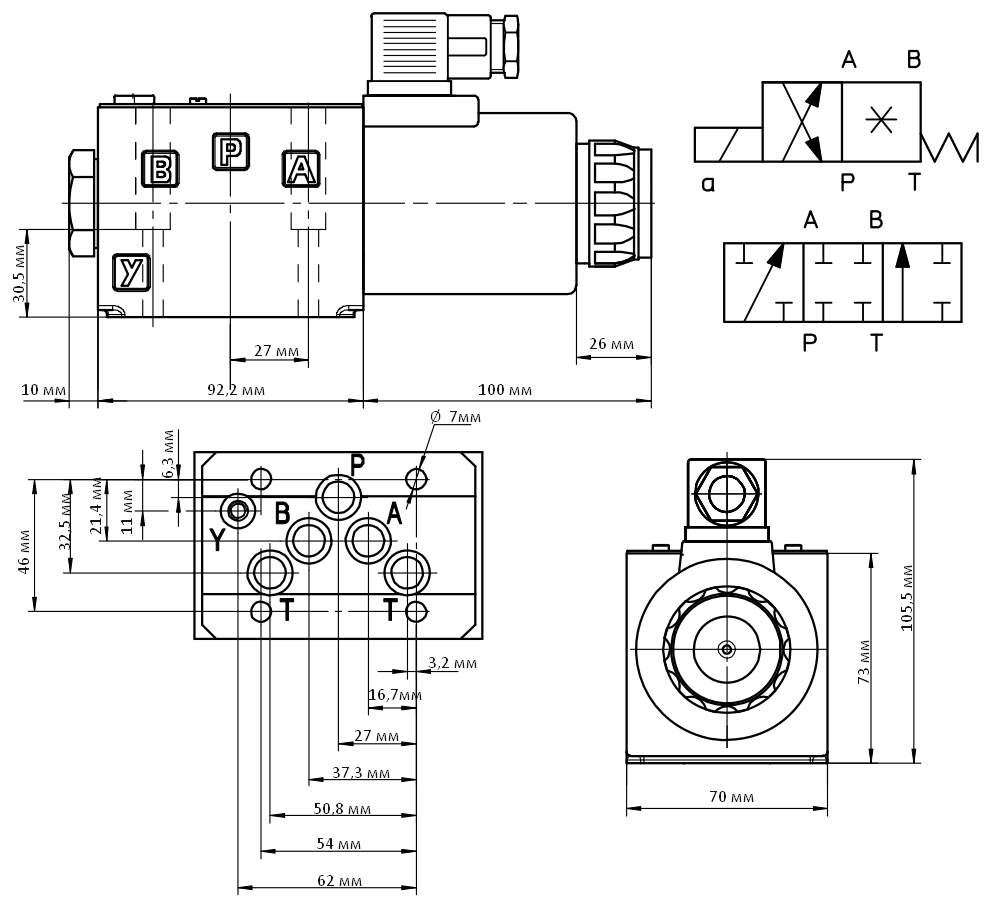 A B
a P T
A B
P T
B P A
Y
30,5 мм
27 мм
26 мм
10 мм
92,2 мм
100 мм
Ø 7мм
6,3 мм
11 мм
21,4 мм
32,5 мм
46 мм
P
B A
Y
T T
3,2 мм
16,7мм
27 мм
37,3 мм
50,8 мм
54 мм
62 мм
73 мм
105,5 мм
70 мм